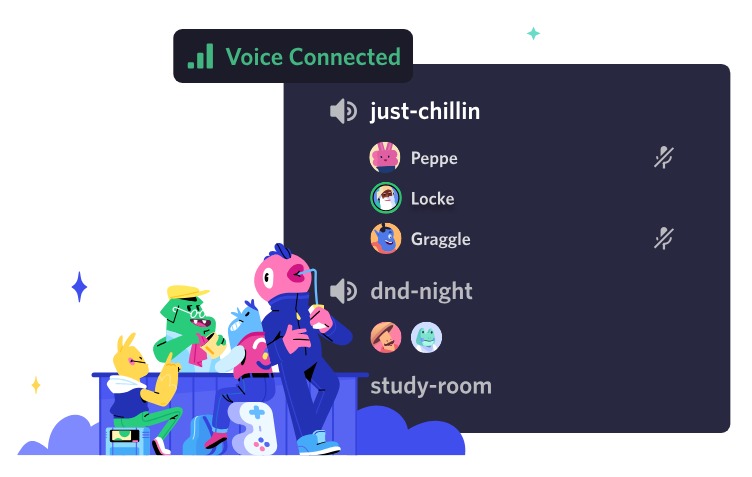 Voice Connected
just-chillin
Peppe
Locke
Graggle
dnd-night
study-room